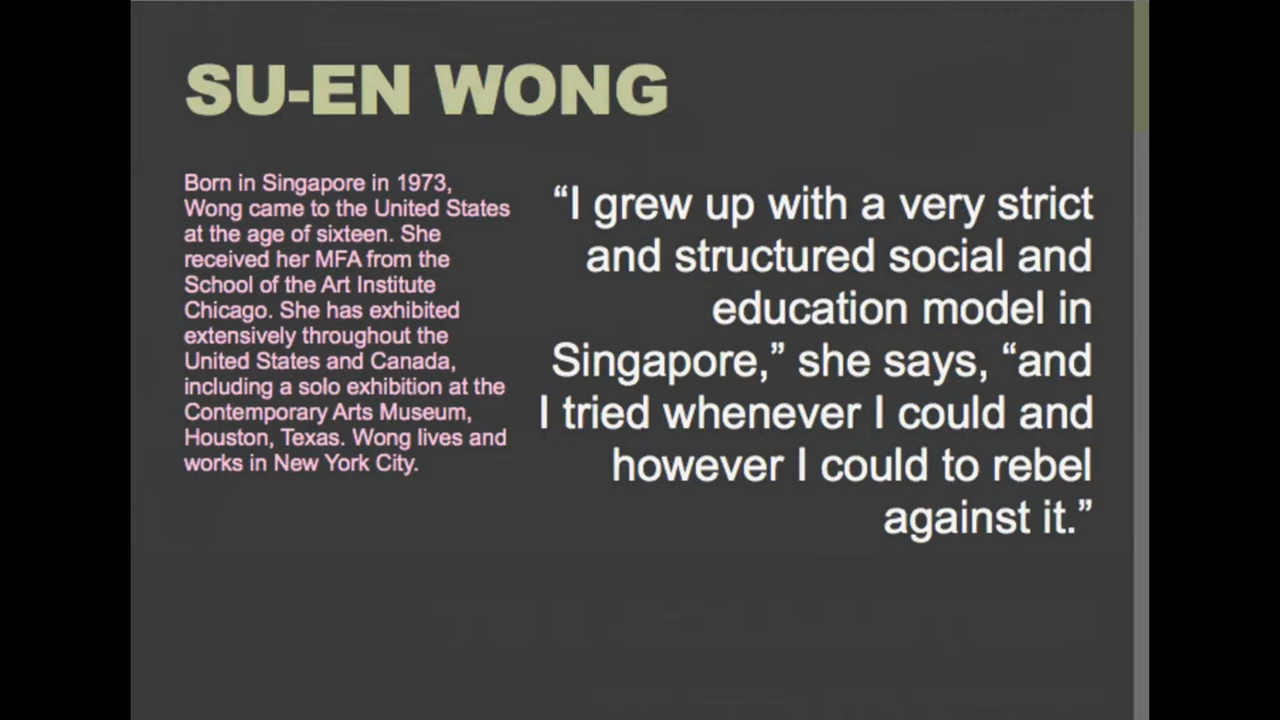 SU-EN WONG
Born in Singapore in 1973,
Wong came to the United States
at the age of sixteen. She
received her MFA from the
School of the Art Institute
Chicago. She has exhibited
extensively throughout the
United States and Canada,
including a solo exhibition at the
Contemporary Arts Museum,
Houston, Texas. Wong lives and
works in New York City.
“I grew up with a very strict
and structured social and
education model in
Singapore,” she says, “and
I tried whenever I could and
however I could to rebel
against it.”